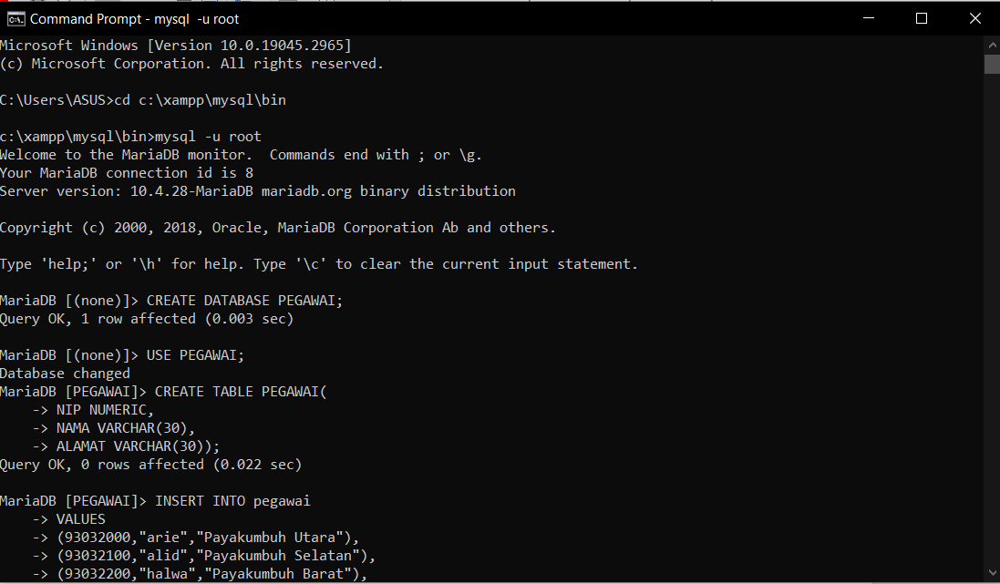 Command Prompt - mysql  -u root
Microsoft Windows [Version 10.0.19045.2965]
(c) Microsoft Corporation. All rights reserved.
C:\Users\ASUS>cd c:\xampp\mysql\bin
c:\xampp\mysql\bin>mysql -u root
Welcome to the MariaDB monitor.  Commands end with ; or \g.
Your MariaDB connection id is 8
Server version: 10.4.28-MariaDB mariadb.org binary distribution
Copyright (c) 2000, 2018, Oracle, MariaDB Corporation Ab and others.
Type 'help;' or '\h' for help. Type '\c' to clear the current input statement.
MariaDB [(none)]> CREATE DATABASE PEGAWAI;
Query OK, 1 row affected (0.003 sec)
MariaDB [(none)]> USE PEGAWAI;
Database changed
MariaDB [PEGAWAI]> CREATE TABLE PEGAWAI(
    -> NIP NUMERIC,
    -> NAMA VARCHAR(30),
    -> ALAMAT VARCHAR(30));
Query OK, 0 rows affected (0.022 sec)
MariaDB [PEGAWAI]> INSERT INTO pegawai
    -> VALUES
    -> (93032000,"arie","Payakumbuh Utara"),
    -> (93032100,"alid","Payakumbuh Selatan"),
    -> (93032200,"halwa","Payakumbuh Barat"),